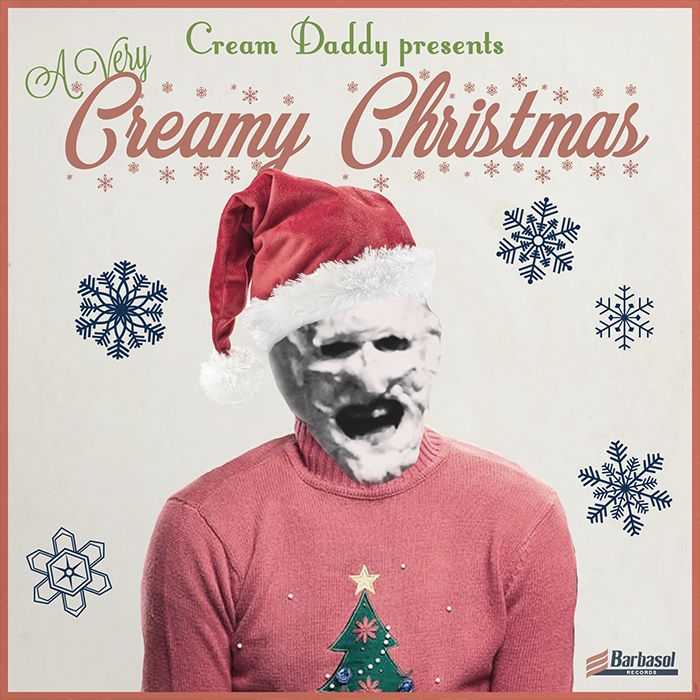 Cream Daddy presents
A Very
Creamy Christmas
Barbasol
RECORDS